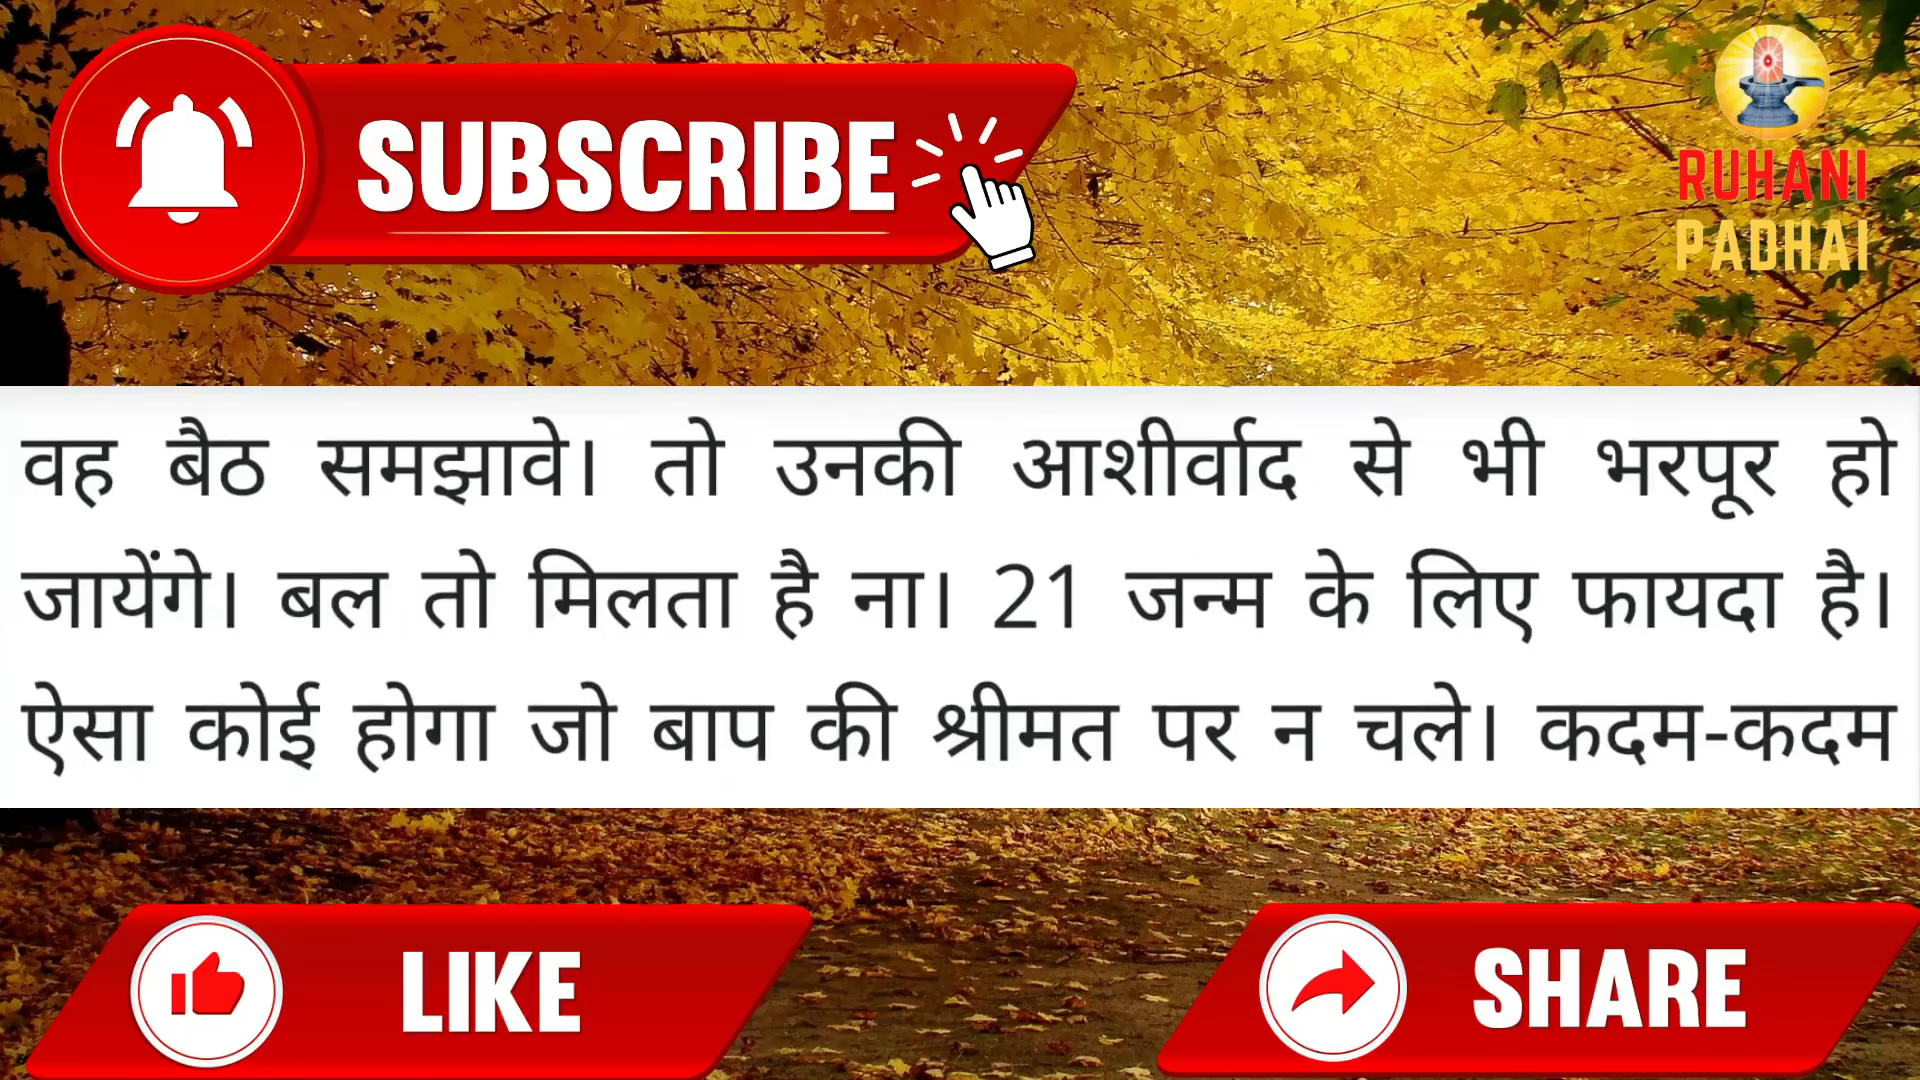 SUBSCRIBE
RUHANI
PADHAI
वह बैठ समझावे। तो उनकी आशीर्वाद से भी भरपूर हो
जायेंगे। बल तो मिलता है ना। 21 जन्म के लिए फायदा है।
ऐसा कोई होगा जो बाप की श्रीमत पर न चले। कदम-कदम
LIKE
SHARE